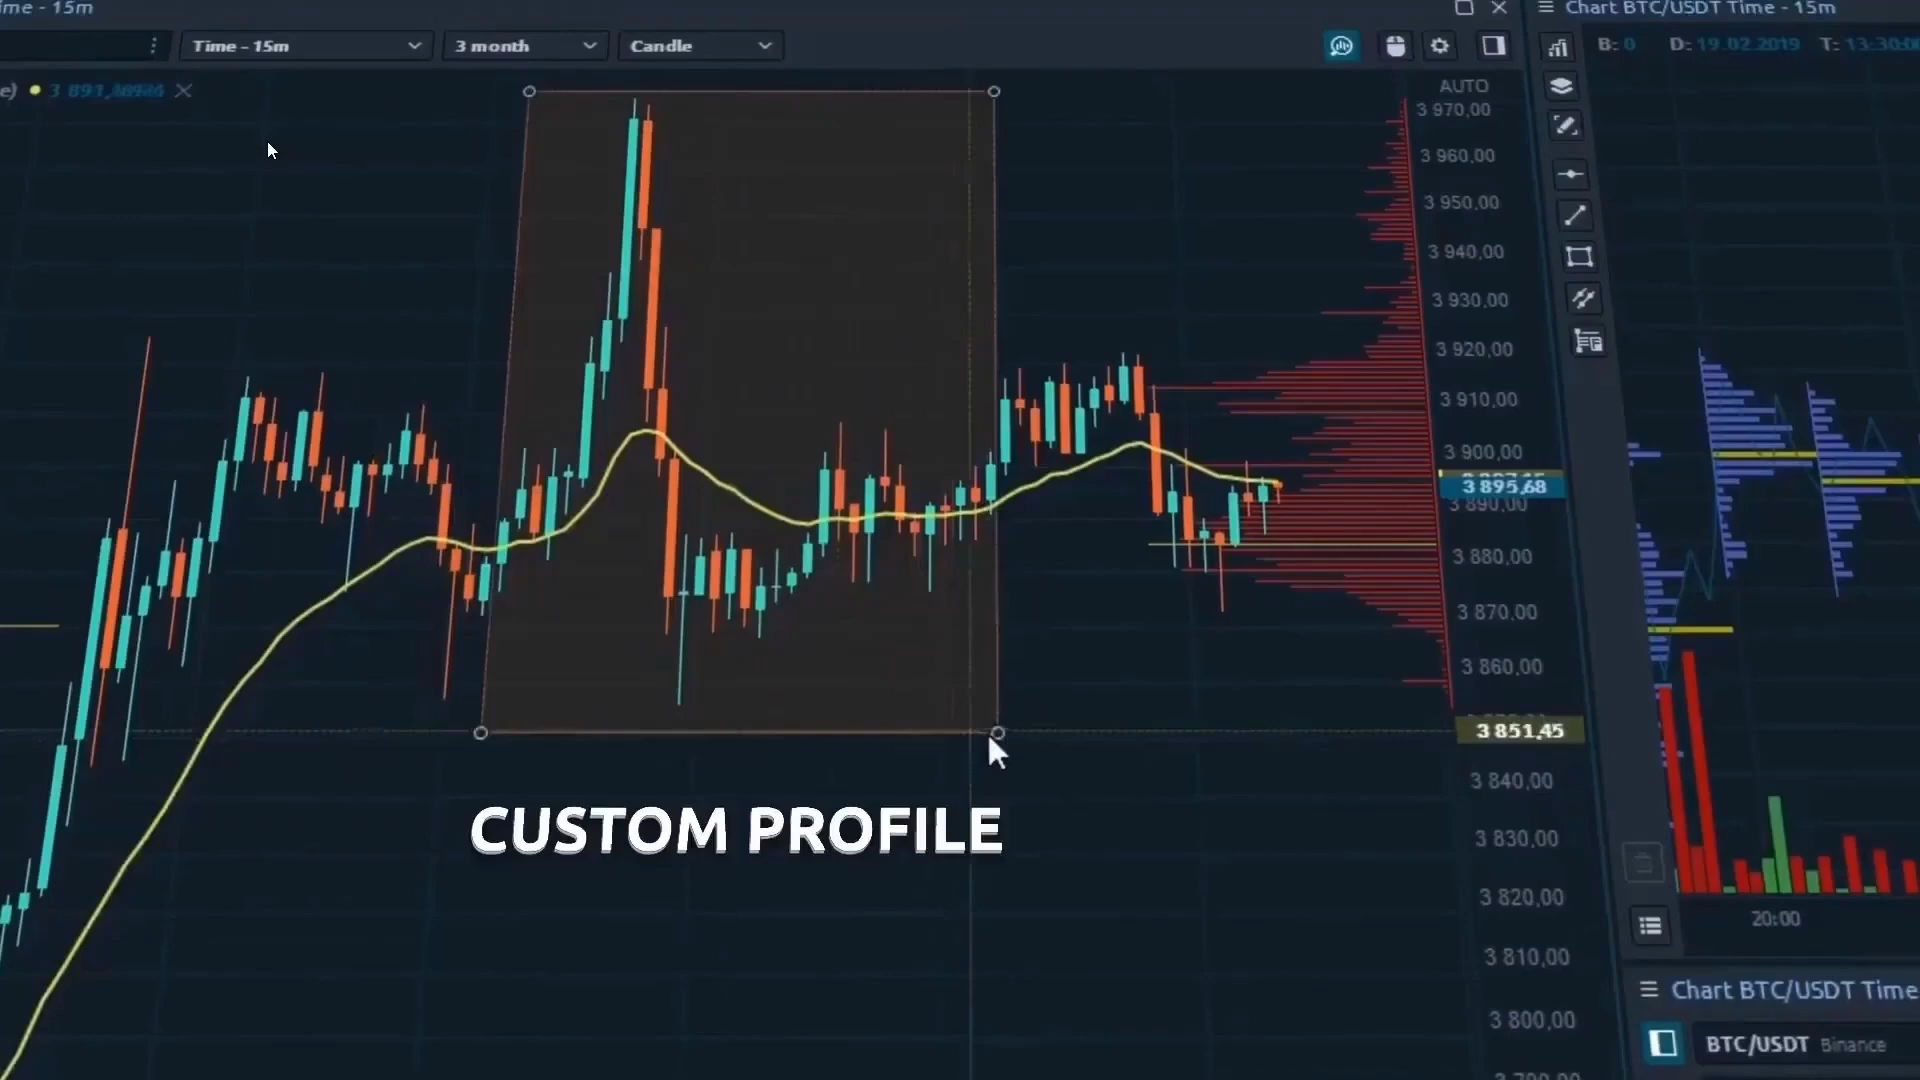 Time - 15m
3 month
Candle
Chart BTC/USDT Time - 15m
B: 0 D: 19.02.2019
AUTO
3 970,00
3 960,00
3 950,00
3 940,00
3 930,00
3 920,00
3 910,00
3 900,00
3 895,68
3 890,00
3 880,00
3 870,00
3 860,00
3 851,45
3 840,00
3 830,00
3 820,00
3 810,00
3 800,00
CUSTOM PROFILE
20:00
Chart BTC/USDT Time
BTC/USDT Binance